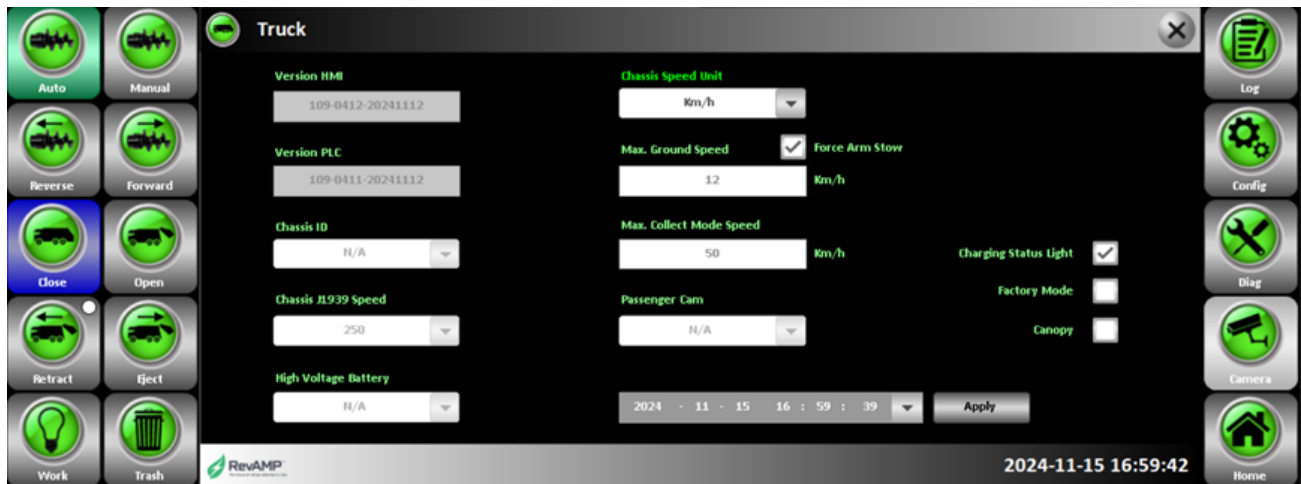 Auto
Manual
Reverse
Forward
Close
Open
Retract
Eject
Work
Trash
Truck
Version HMI
109-0412-20241112
Version PLC
109-0411-20241112
Chassis ID
N/A
Chassis J1939 Speed
250
High Voltage Battery
N/A
Chassis Speed Unit
Km/h
Max. Ground Speed
Force Arm Stow
12 Km/h
Max. Collect Mode Speed
50 Km/h
Passenger Cam
N/A
2024 - 11 - 15 16 : 59 : 39
Apply
Charging Status Light
Factory Mode
Canopy
RevAMP
2024-11-15 16:59:42
Log
Config
Diag
Camera
Home